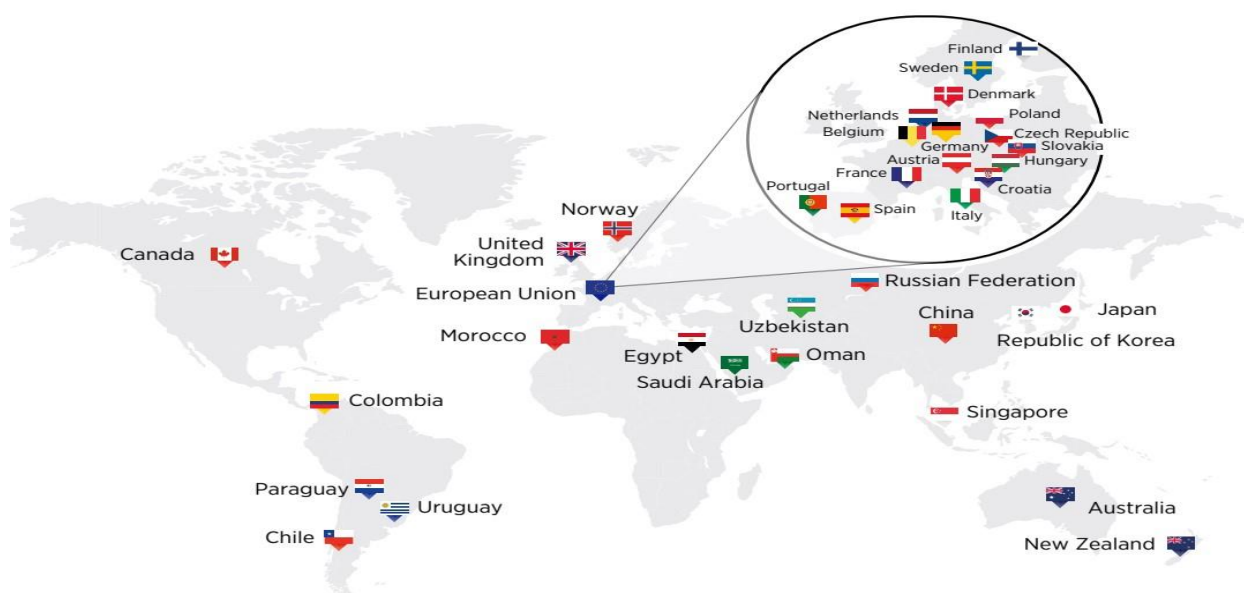 Finland
Sweden
Denmark
Netherlands
Poland
Belgium
Czech Republic
Germany
Slovakia
Austria
Hungary
France
Croatia
Portugal
Spain
Italy
Norway
Canada
United
Kingdom
European Union
Russian Federation
Morocco
Uzbekistan
China
Japan
Republic of Korea
Egypt
Oman
Saudi Arabia
Colombia
Singapore
Paraguay
Uruguay
Australia
Chile
New Zealand